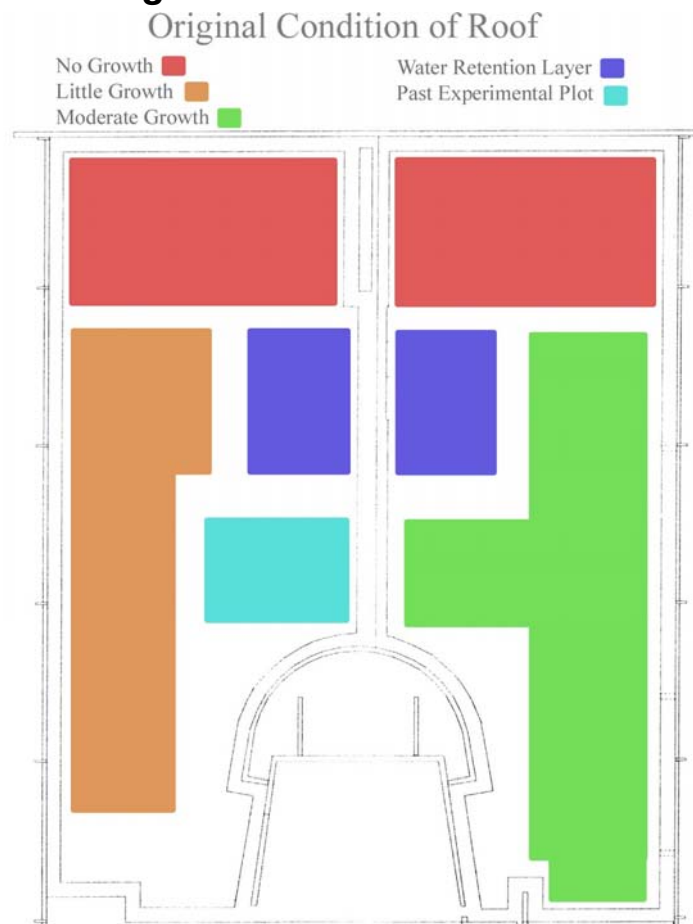 Original Condition of Roof
No Growth
Little Growth
Moderate Growth
Water Retention Layer
Past Experimental Plot